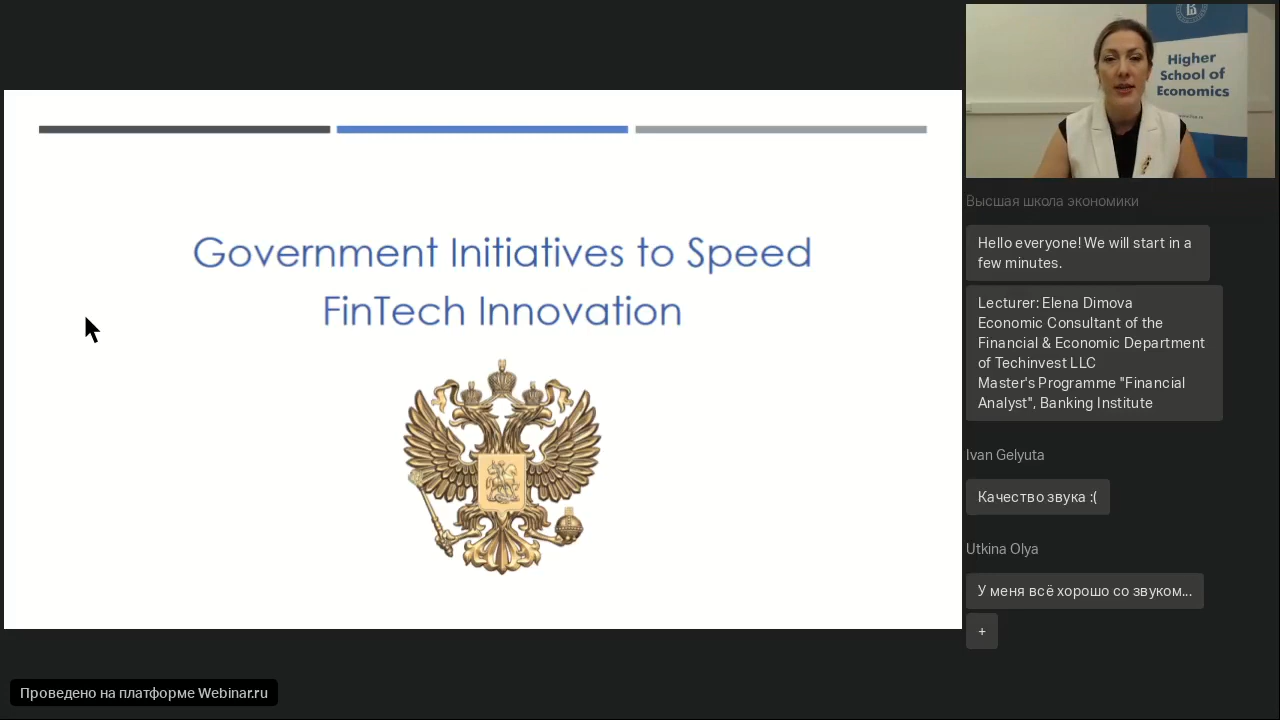 Government Initiatives to Speed
FinTech Innovation
Higher
School of
Economics
Высшая школа экономики
Hello everyone! We will start in a
few minutes.
Lecturer: Elena Dimova
Economic Consultant of the
Financial & Economic Department
of Techinvest LLC
Master's Programme "Financial
Analyst", Banking Institute
Ivan Gelyuta
Качество звука :(
Utkina Olya
У меня всё хорошо со звуком...
+
Проведено на платформе Webinar.ru